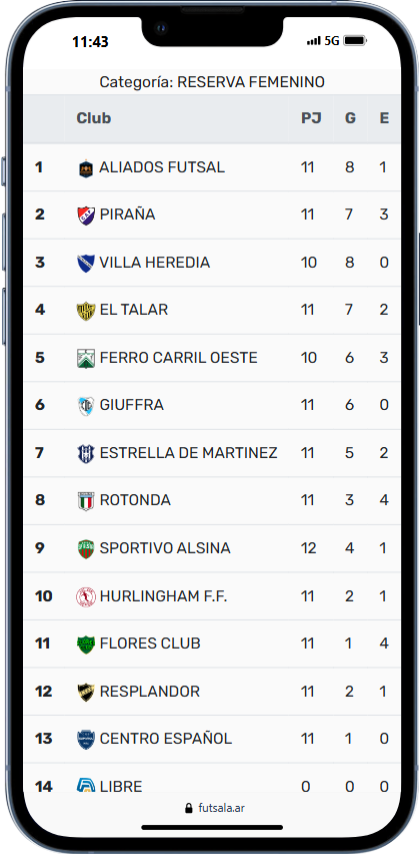 11:43 5G
Categoría: RESERVA FEMENINO
Club PJ G E
1 ALIADOS FUTSAL 11 8 1
2 PIRAÑA 11 7 3
3 VILLA HEREDIA 10 8 0
4 EL TALAR 11 7 2
5 FERRO CARRIL OESTE 10 6 3
6 GIUFFRA 11 6 0
7 ESTRELLA DE MARTINEZ 11 5 2
8 ROTONDA 11 3 4
9 SPORTIVO ALSINA 12 4 1
10 HURLINGHAM F.F. 11 2 1
11 FLORES CLUB 11 1 4
12 RESPLANDOR 11 2 1
13 CENTRO ESPAÑOL 11 1 0
14 LIBRE 0 0 0
futsala.ar